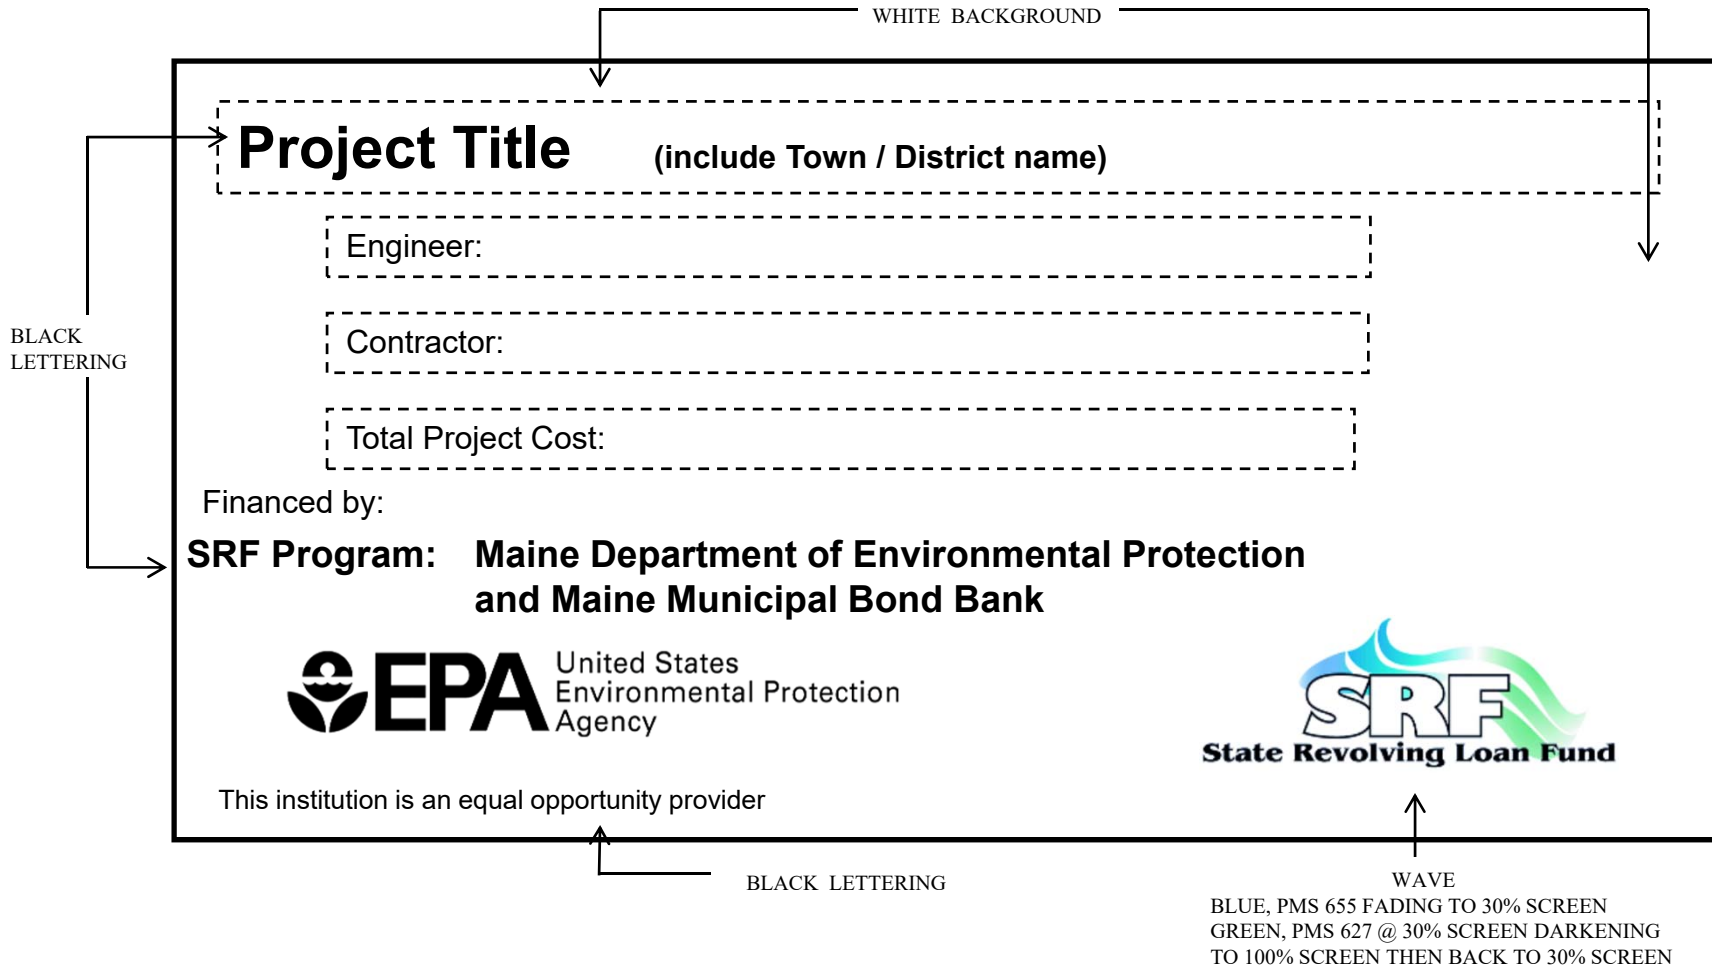 WHITE BACKGROUND
Project Title (include Town / District name)
Engineer:
Contractor:
BLACK
LETTERING
Total Project Cost:
Financed by:
SRF Program: Maine Department of Environmental Protection
and Maine Municipal Bond Bank
EPA
United States
Environmental Protection
Agency
SRF
State Revolving Loan Fund
This institution is an equal opportunity provider
BLACK LETTERING
WAVE
BLUE, PMS 655 FADING TO 30% SCREEN
GREEN, PMS 627 @ 30% SCREEN DARKENING
TO 100% SCREEN THEN BACK TO 30% SCREEN